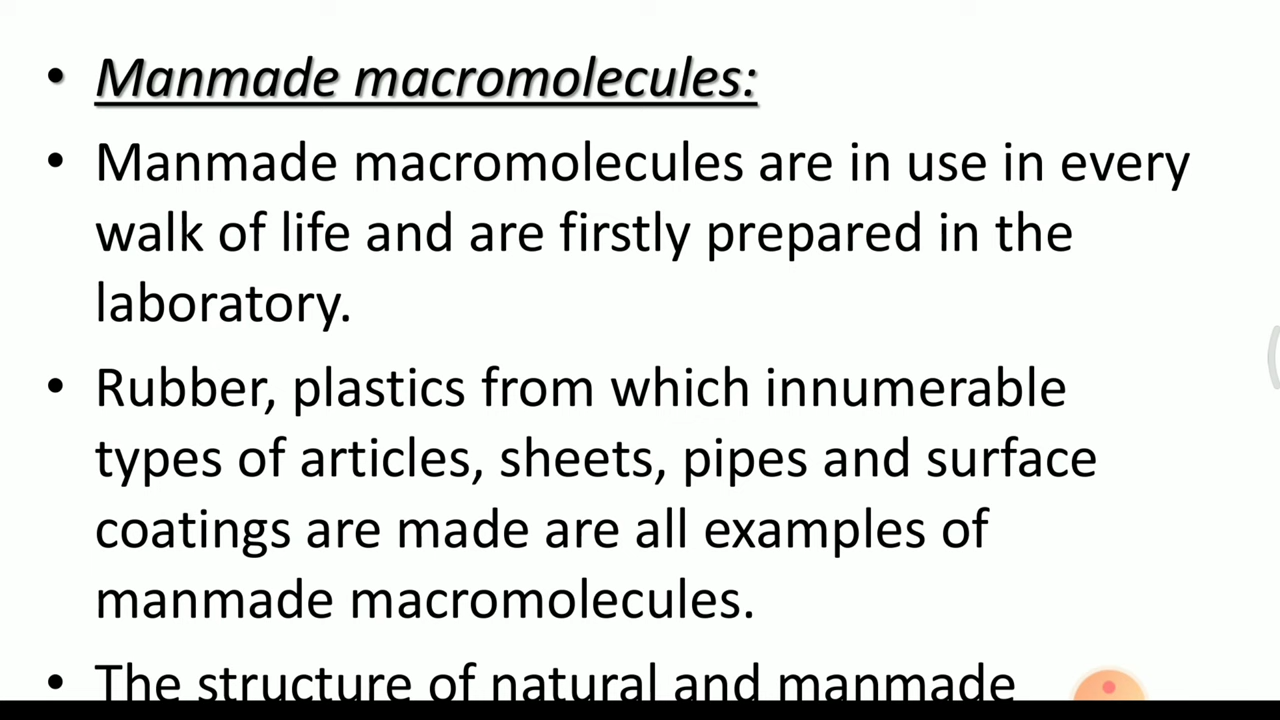 • Manmade macromolecules:
• Manmade macromolecules are in use in every
walk of life and are firstly prepared in the
laboratory.
• Rubber, plastics from which innumerable
types of articles, sheets, pipes and surface
coatings are made are all examples of
manmade macromolecules.
• The structure of natural and manmade